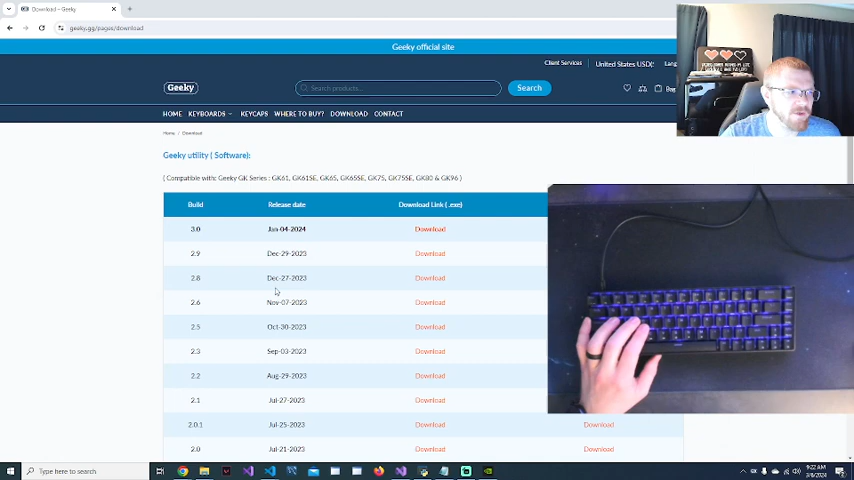 Download – Geeky
geeky.gg/pages/download
Geeky official site
Client Services
United States USD(
Geeky
Search products...
Search
HOME KEYBOARDS KEYCAPS WHERE TO BUY? DOWNLOAD CONTACT
Home / Download
Geeky utility ( Software):
( Compatible with: Geeky GK Series : GK61, GK61SE, GK65, GK65SE, GK75, GK75SE, GK80 & GK96 )
Build Release date Download Link ( .exe)
3.0 Jan-04-2024 Download
2.9 Dec-29-2023 Download
2.8 Dec-27-2023 Download
2.6 Nov-07-2023 Download
2.5 Oct-30-2023 Download
2.3 Sep-03-2023 Download
2.2 Aug-29-2023 Download
2.1 Jul-27-2023 Download
2.0.1 Jul-25-2023 Download Download
2.0 Jul-21-2023 Download Download
Type here to search
9:22 AM
3/8/2024